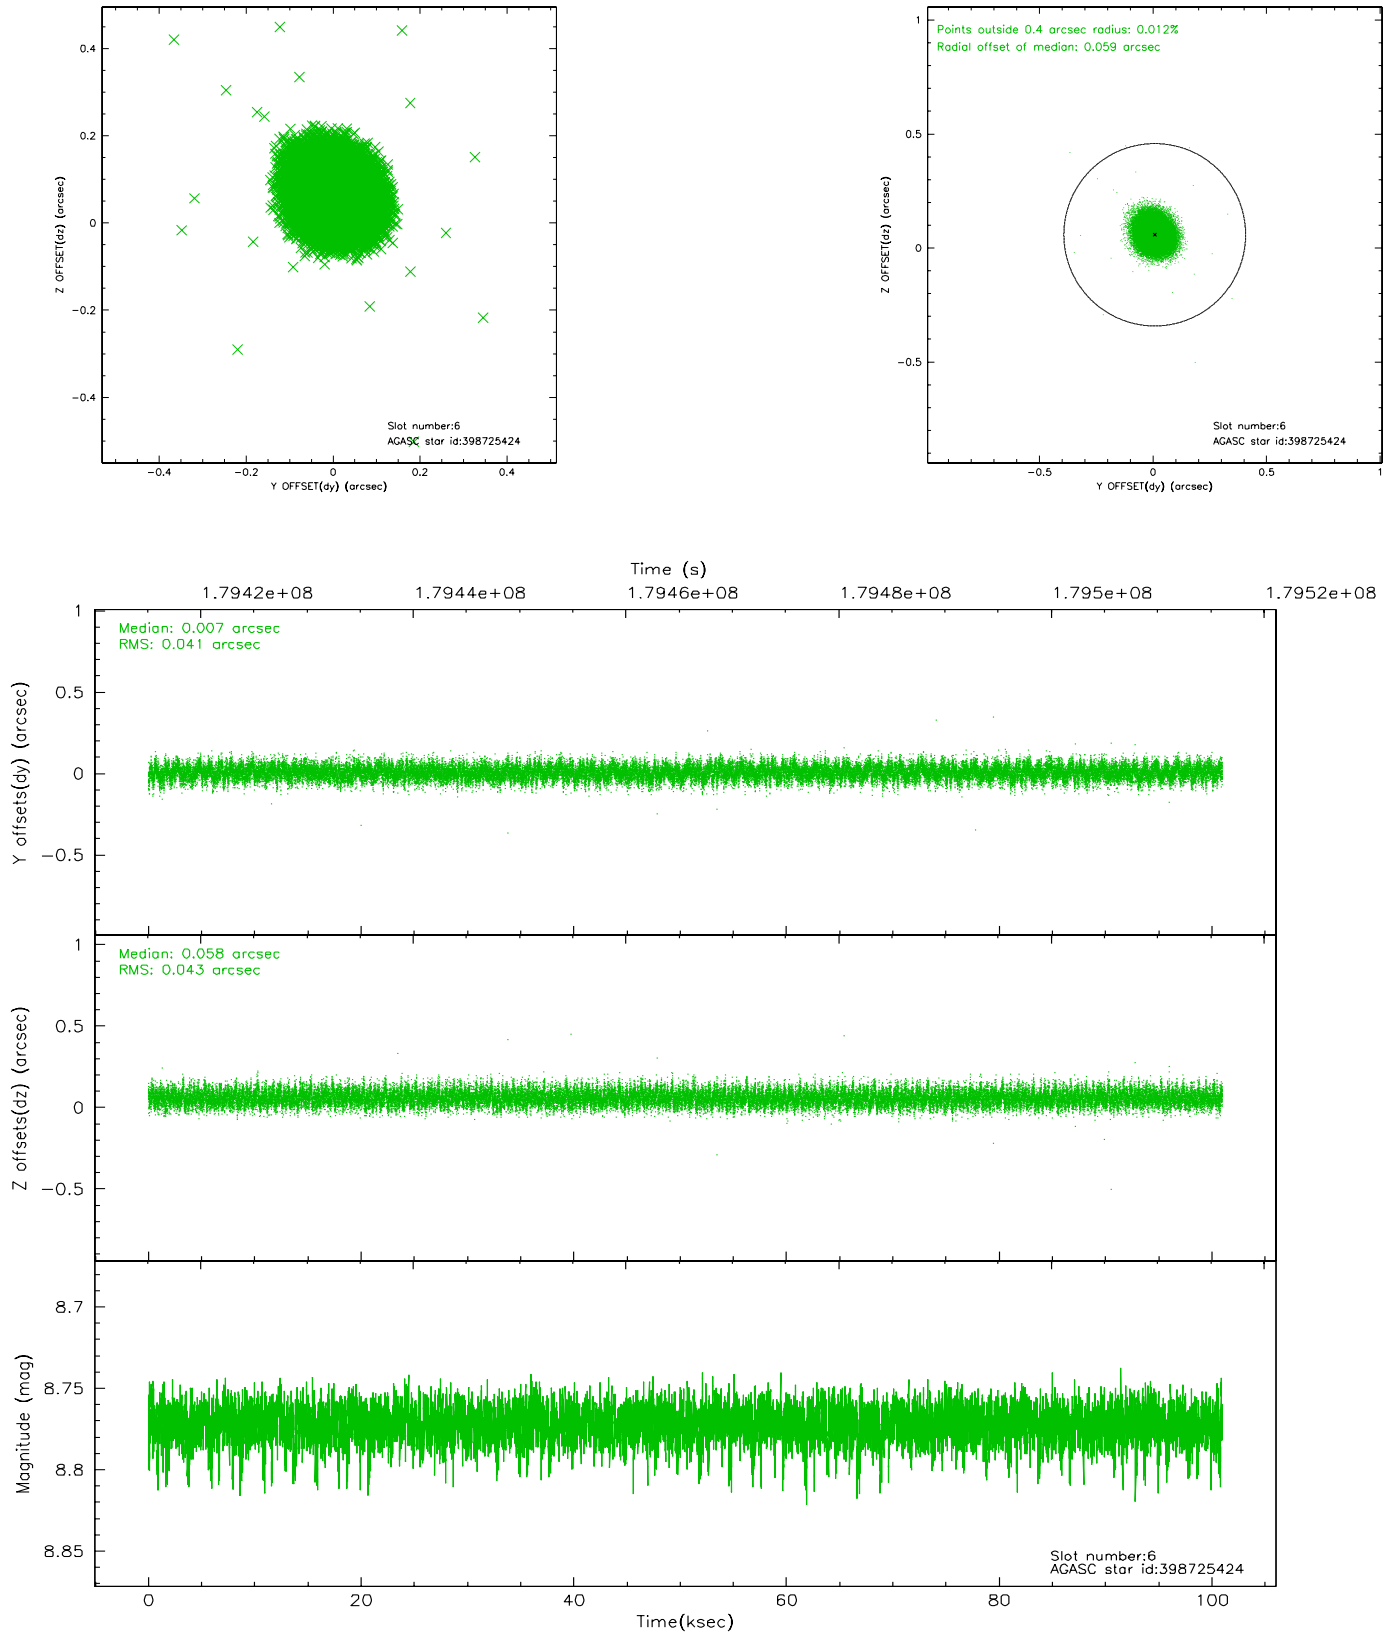 0.4
0.2
0
-0.2
-0.4
Z OFFSET(dz) (arcsec)
Slot number:6
AGASC star id:398725424
-0.4 -0.2 0 0.2 0.4
Y OFFSET(dy) (arcsec)
Points outside 0.4 arcsec radius: 0.012%
Radial offset of median: 0.059 arcsec
1
0.5
0
-0.5
Z OFFSET(dz) (arcsec)
Slot number:6
AGASC star id:398725424
-0.5 0 0.5 1
Y OFFSET(dy) (arcsec)
Time (s)
1.7942e+08 1.7944e+08 1.7946e+08 1.7948e+08 1.795e+08 1.7952e+08
Median: 0.007 arcsec
RMS: 0.041 arcsec
1
0.5
0
-0.5
Y offsets(dy) (arcsec)
Median: 0.058 arcsec
RMS: 0.043 arcsec
1
0.5
0
-0.5
Z offsets(dz) (arcsec)
8.7
8.75
8.8
8.85
Magnitude (mag)
Slot number:6
AGASC star id:398725424
0 20 40 60 80 100
Time(ksec)